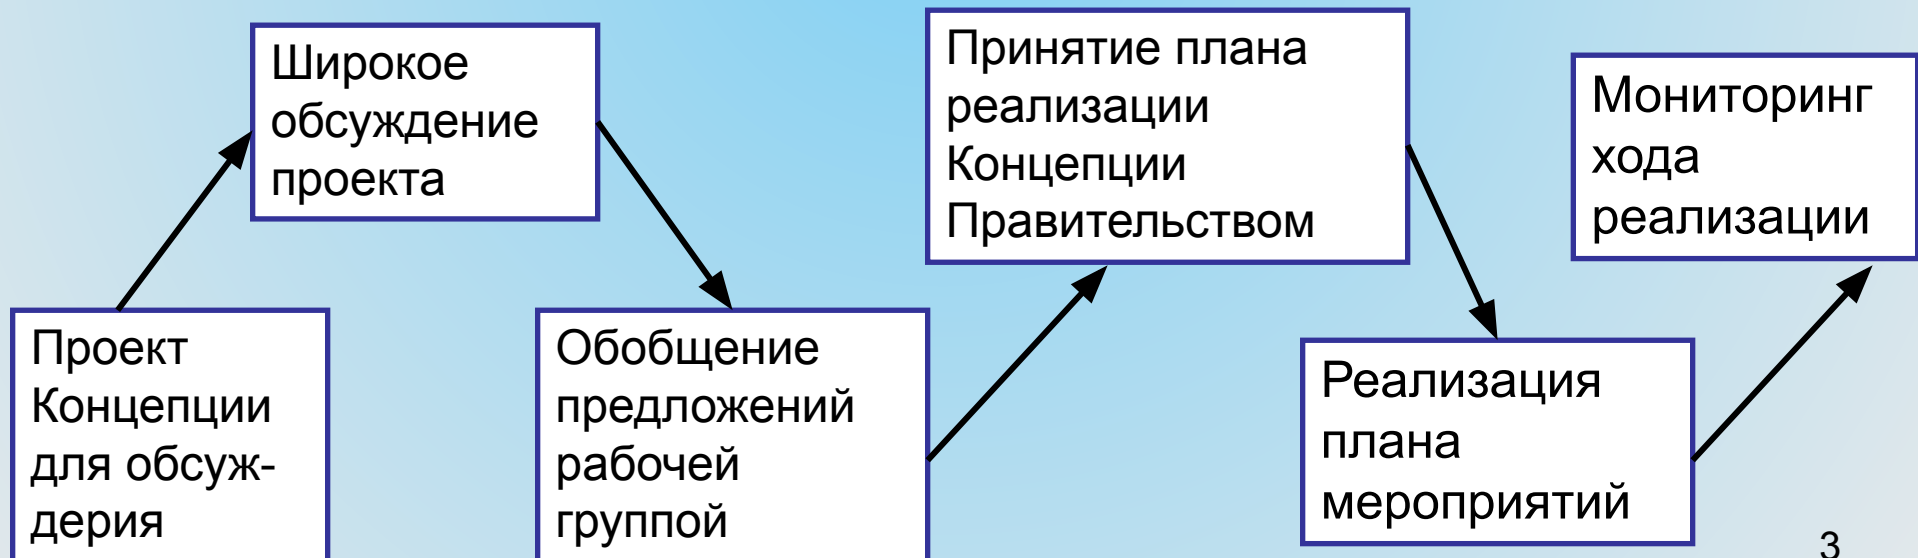 Проект
Концепции
для обсуж-
дерия
Широкое
обсуждение
проекта
Обобщение
предложений
рабочей
группой
Принятие плана
реализации
Концепции
Правительством
Реализация
плана
мероприятий
Мониторинг
хода
реализации
3